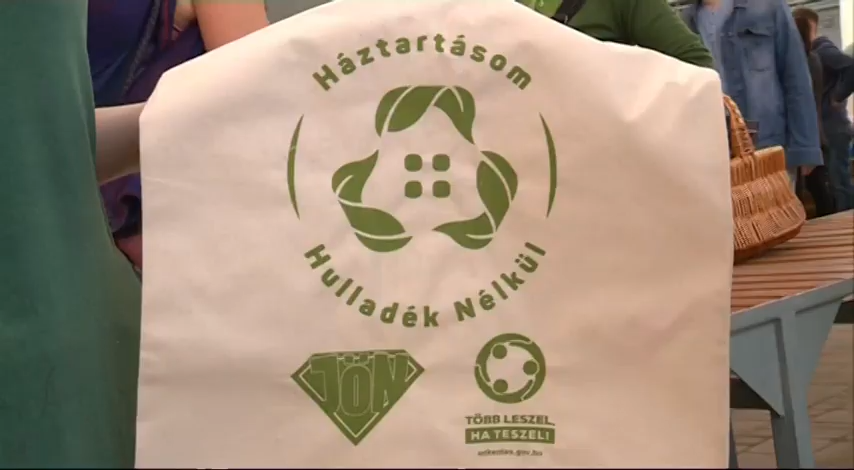 Háztartásom
Hulladék Nélkül
JÖN
TÖBB LESZEL,
HA TESZEL!